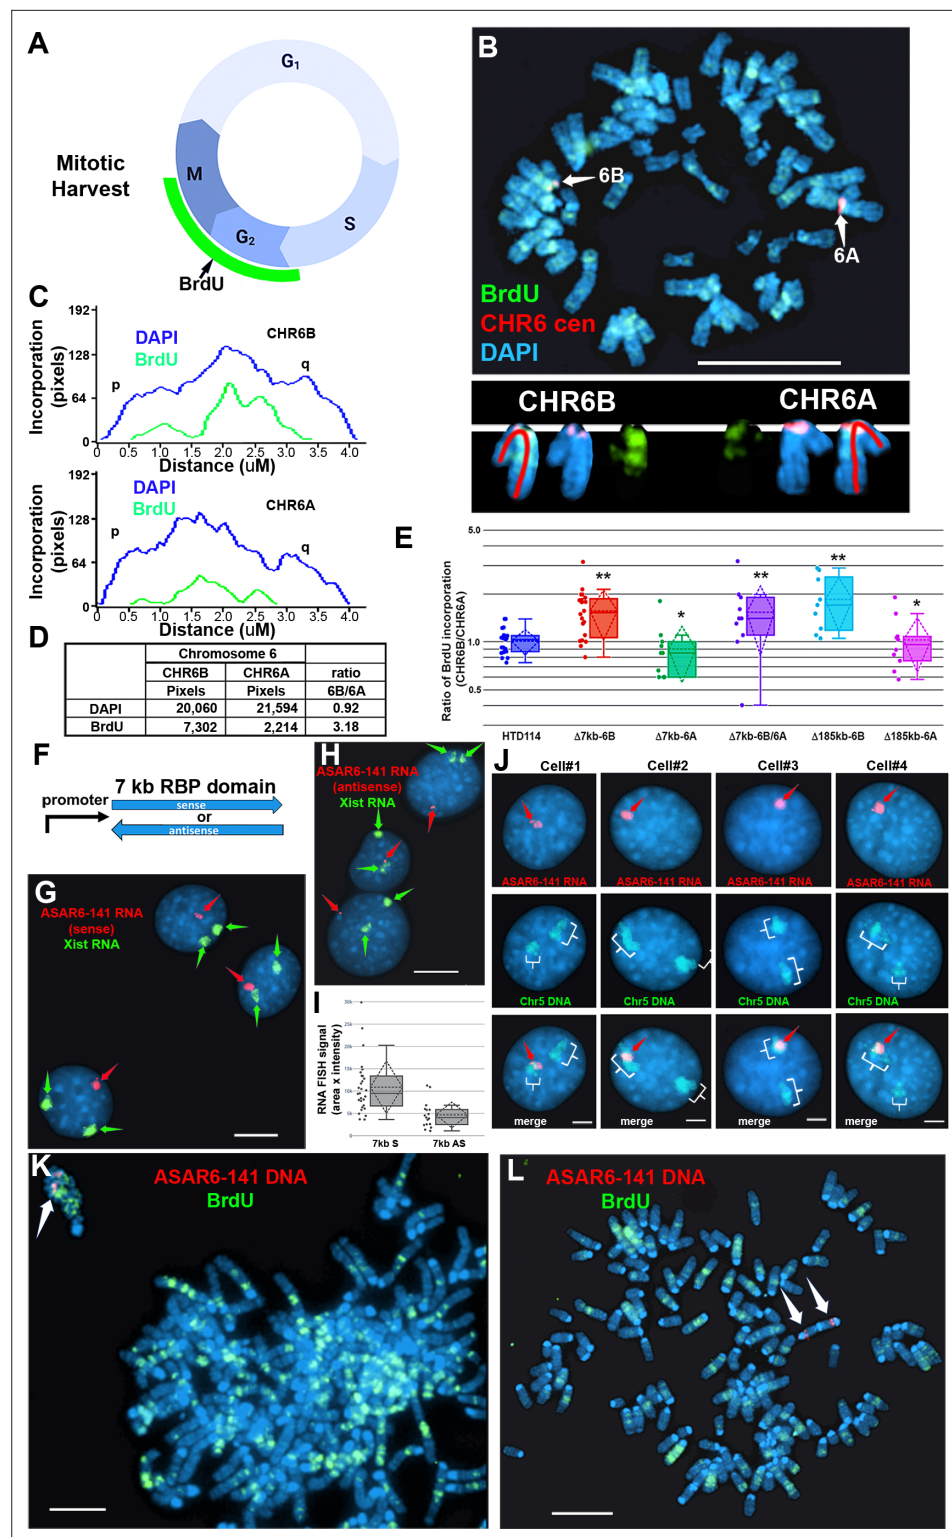 A
G₁
Mitotic
Harvest
M
S
G₂
BrdU
B
6B
6A
BrdU
CHR6 cen
DAPI
CHR6B
CHR6A
C
Incorporation
(pixels)
192
128
64
0
DAPI
BrdU
CHR6B
p
q
0 0.5 1.0 1.5 2.0 2.5 3.0 3.5 4.0
Distance (uM)
Incorporation
(pixels)
192
128
64
0
DAPI
BrdU
CHR6A
p
q
0 0.5 1.0 1.5 2.0 2.5 3.0 3.5 4.0
Distance (uM)
D
Chromosome 6
CHR6B CHR6A ratio
Pixels Pixels 6B/6A
DAPI 20,060 21,594 0.92
BrdU 7,302 2,214 3.18
E
Ratio of BrdU incorporation
(CHR6B/CHR6A)
5.0
1.0
0.5
**
*
**
**
*
HTD114 Δ7kb-6B Δ7kb-6A Δ7kb-6B/6A Δ185kb-6B Δ185kb-6A
F
7 kb RBP domain
promoter
sense
or
antisense
G
ASAR6-141 RNA
(sense)
Xist RNA
H
ASAR6-141 RNA
(antisense)
Xist RNA
I
RNA FISH signal
(area x intensity)
30k
25k
20k
15k
10k
5k
0
7kb S 7kb AS
J
Cell#1 Cell#2 Cell#3 Cell#4
ASAR6-141 RNA ASAR6-141 RNA ASAR6-141 RNA ASAR6-141 RNA
Chr5 DNA Chr5 DNA Chr5 DNA Chr5 DNA
merge merge merge merge
K
ASAR6-141 DNA
BrdU
L
ASAR6-141 DNA
BrdU